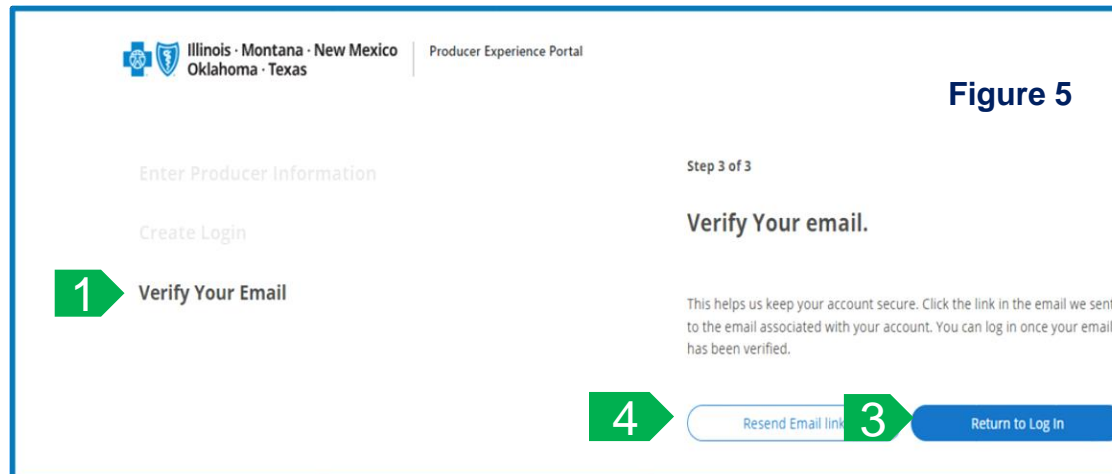 Illinois · Montana · New Mexico
Oklahoma · Texas
Producer Experience Portal
Figure 5
Enter Producer Information
Create Login
1
Verify Your Email
Step 3 of 3
Verify Your email.
This helps us keep your account secure. Click the link in the email we sent
to the email associated with your account. You can log in once your email
has been verified.
4
Resend Email link
3
Return to Log In